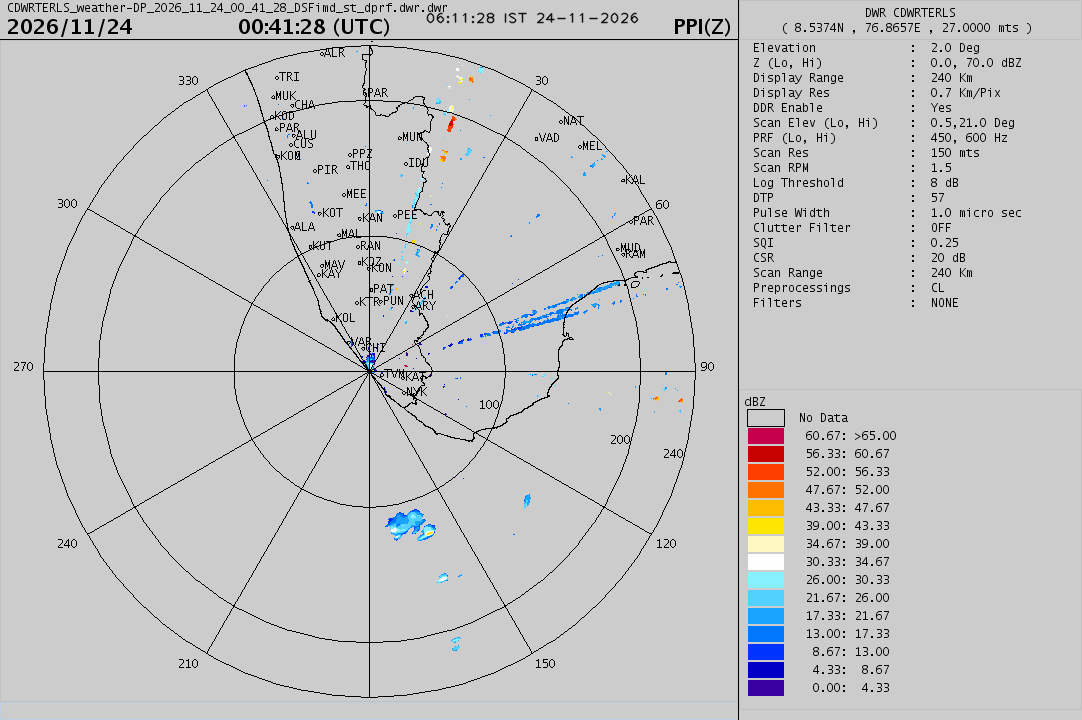 CDWRTERLS_weather-DP_2026_11_24_00_41_28_DSFimd_st_dprf.dwr.dwr
2026/11/24 00:41:28 (UTC) 06:11:28 IST 24-11-2026 PPI(Z)
DWR CDWRTERLS
( 8.5374N , 76.8657E , 27.0000 mts )
Elevation : 2.0 Deg
Z (Lo, Hi) : 0.0, 70.0 dBZ
Display Range : 240 Km
Display Res : 0.7 Km/Pix
DDR Enable : Yes
Scan Elev (Lo, Hi) : 0.5,21.0 Deg
PRF (Lo, Hi) : 450, 600 Hz
Scan Res : 150 mts
Scan RPM : 1.5
Log Threshold : 8 dB
DTP : 57
Pulse Width : 1.0 micro sec
Clutter Filter : OFF
SQI : 0.25
CSR : 20 dB
Scan Range : 240 Km
Preprocessings : CL
Filters : NONE
dBZ
No Data
60.67: >65.00
56.33: 60.67
52.00: 56.33
47.67: 52.00
43.33: 47.67
39.00: 43.33
34.67: 39.00
30.33: 34.67
26.00: 30.33
21.67: 26.00
17.33: 21.67
13.00: 17.33
8.67: 13.00
4.33: 8.67
0.00: 4.33
ALR
TRI
330
30
PAR
MUK
CHA
KOD
NAT
PAR
ALU
MUN
VAD
CUS
MEL
KOM
PPZ
IDU
THO
PIR
KAL
MEE
300
60
KOT
KAN
PEE
PAR
ALA
MAL
KUT
RAN
MUD
RAM
MAV
KOZ
KON
KAY
PAT
ACH
KTR
PUN
ARY
KOL
VAR
CHI
270
90
TVM
KAT
NYK
100
200
240
240
120
210
150